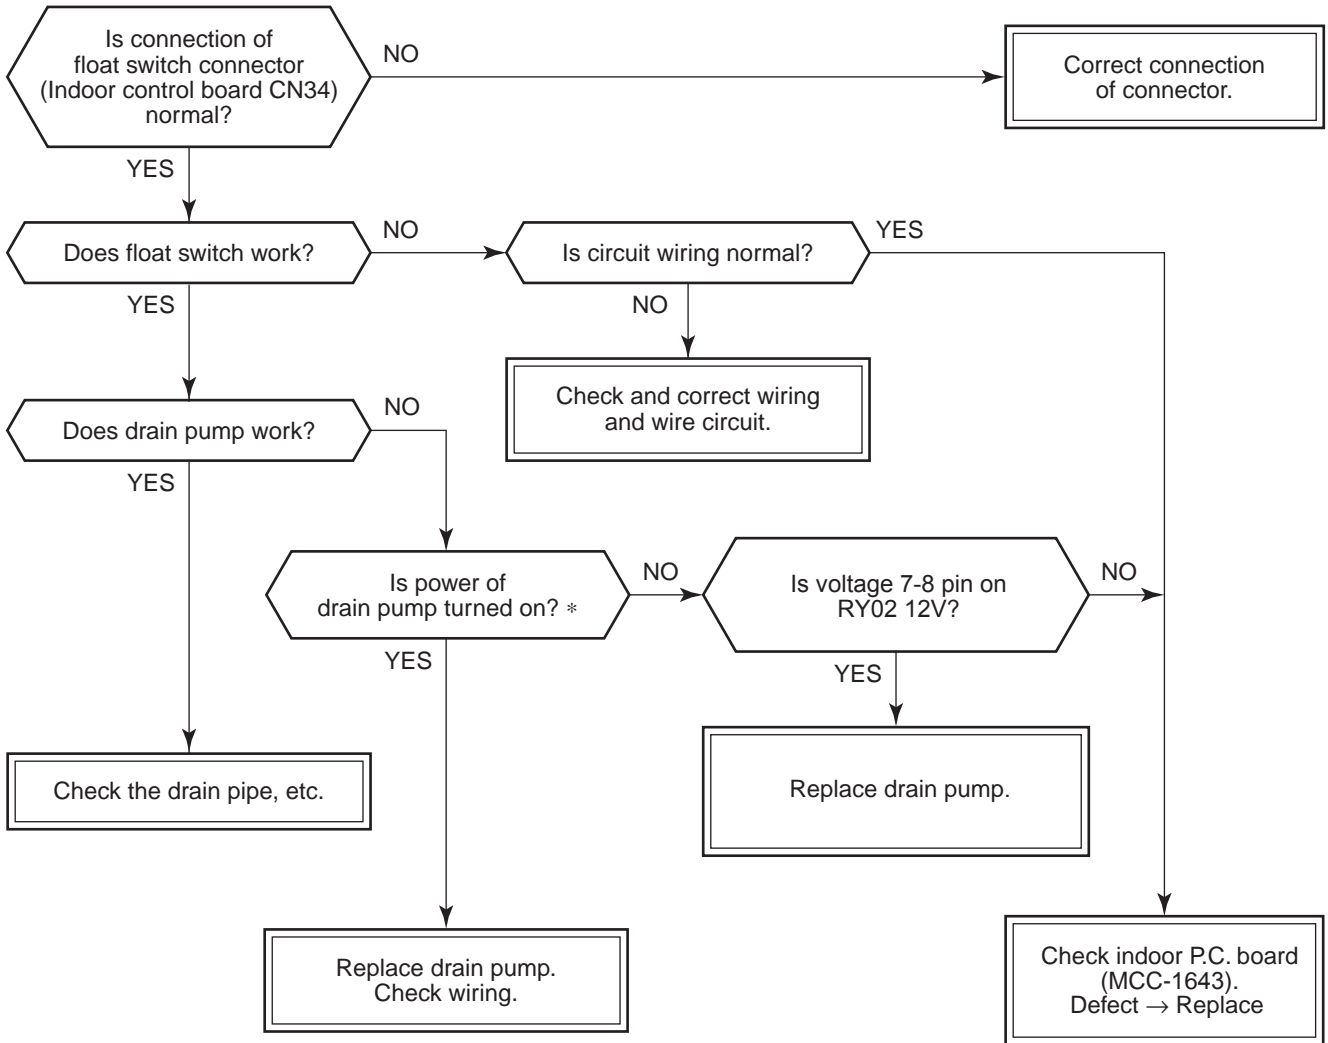 Is connection of
float switch connector
(Indoor control board CN34)
normal?
NO
Correct connection
of connector.
YES
Does float switch work?
NO
Is circuit wiring normal?
YES
YES
NO
Check and correct wiring
and wire circuit.
Does drain pump work?
NO
YES
Is power of
drain pump turned on? *
NO
Is voltage 7-8 pin on
RY02 12V?
NO
YES
YES
Check the drain pipe, etc.
Replace drain pump.
Replace drain pump.
Check wiring.
Check indoor P.C. board
(MCC-1643).
Defect → Replace